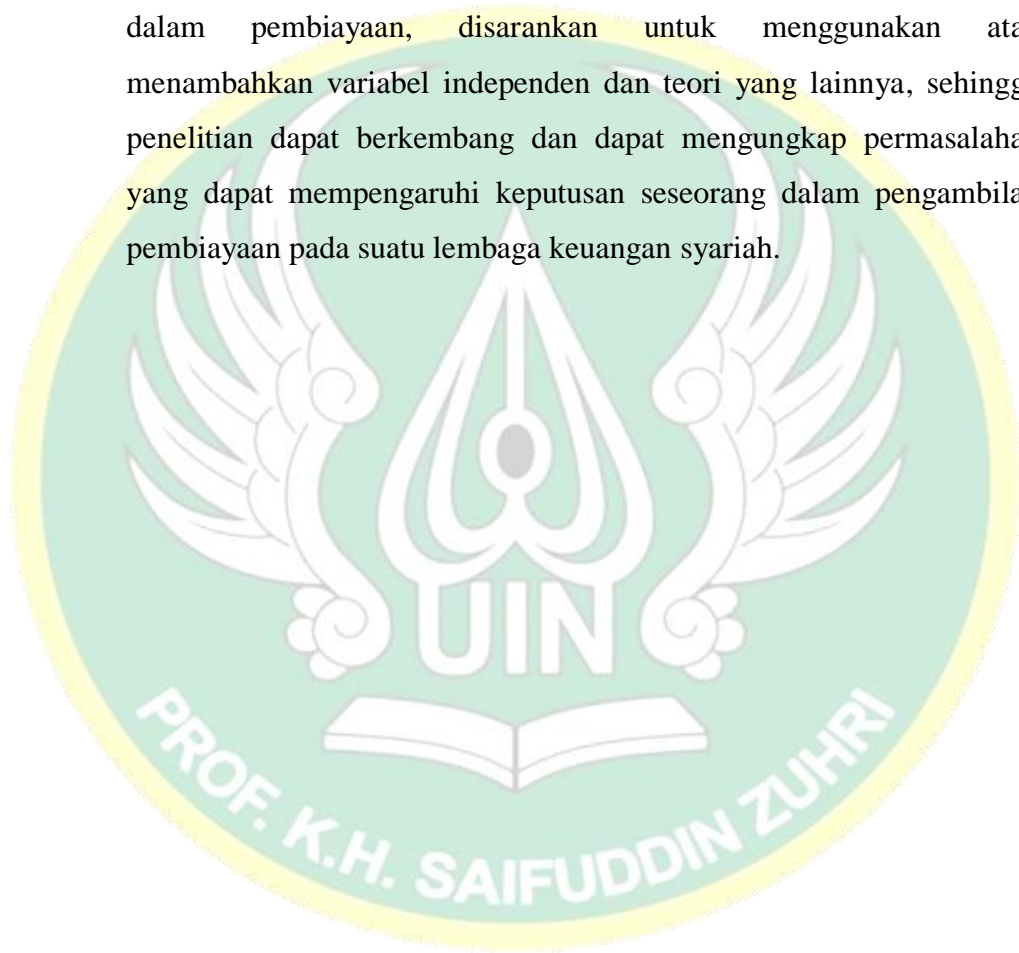 dalam pembiayaan, disarankan untuk menggunakan ata
menambahkan variabel independen dan teori yang lainnya, sehingg
penelitian dapat berkembang dan dapat mengungkap permasalaha
yang dapat mempengaruhi keputusan seseorang dalam pengambila
pembiayaan pada suatu lembaga keuangan syariah.
UIN
PROF. K.H. SAIFUDDIN ZUHRI